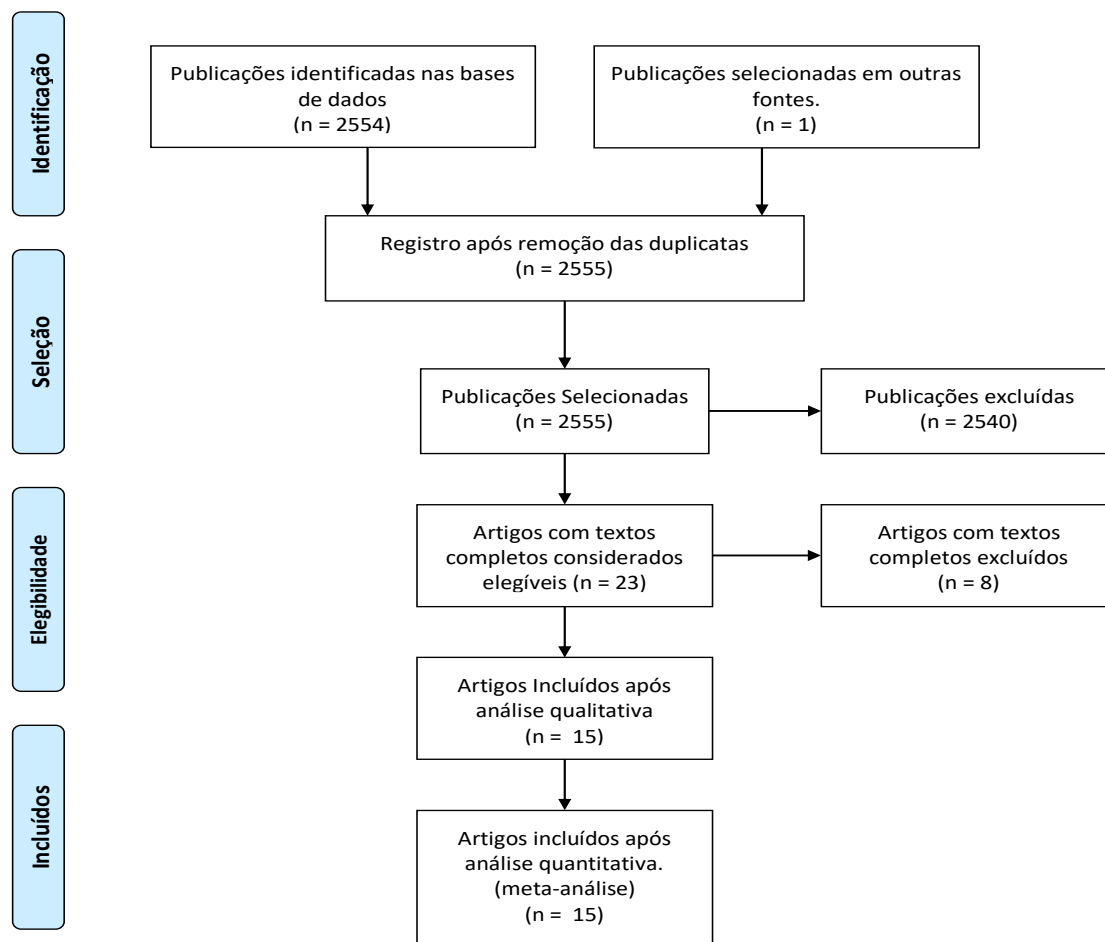 Identificação
Publicações identificadas nas bases
de dados
(n = 2554)
Publicações selecionadas em outras
fontes.
(n = 1)
Seleção
Registro após remoção das duplicatas
(n = 2555)
Publicações Selecionadas
(n = 2555)
Publicações excluídas
(n = 2540)
Elegibilidade
Artigos com textos
completos considerados
elegíveis (n = 23)
Artigos com textos
completos excluídos
(n = 8)
Artigos Incluídos após
análise qualitativa
(n = 15)
Incluídos
Artigos incluídos após
análise quantitativa.
(meta-análise)
(n = 15)